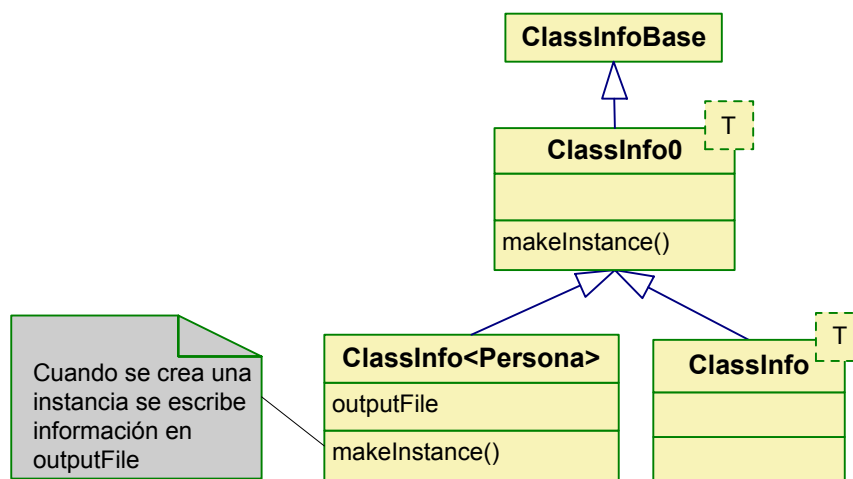 ClassInfoBase
T
ClassInfo0
makeInstance()
T
ClassInfo<Persona>
ClassInfo
outputFile
makeInstance()
Cuando se crea una
instancia se escribe
información en
outputFile